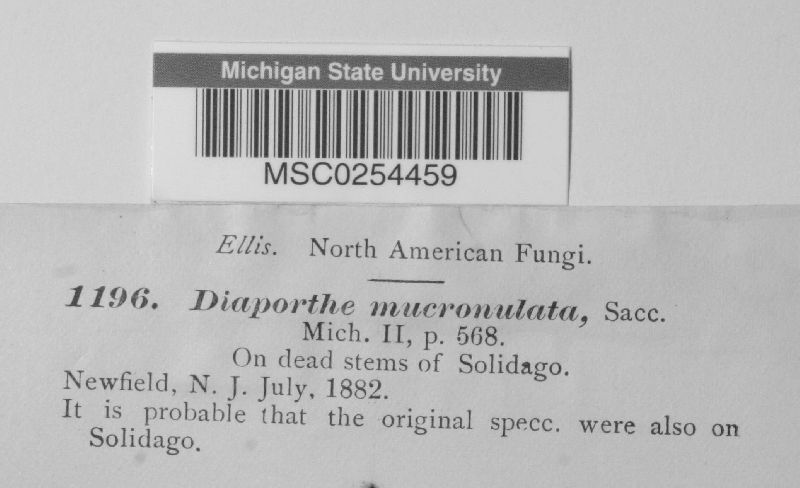 Michigan State University
MSC0254459
Ellis. North American Fungi.
1196. Diaporthe mucronulata, Sacc.
Mich. II, p. 568.
On dead stems of Solidago.
Newfield, N. J. July, 1882.
It is probable that the original specc. were also on
Solidago.